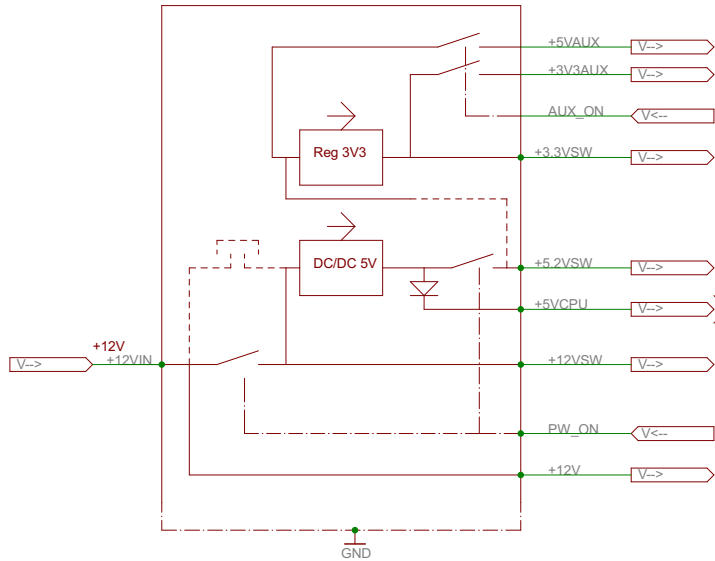 +5VAUX V-->
+3V3AUX V-->
AUX_ON V<--
Reg 3V3
+3.3VSW V-->
DC/DC 5V
+5.2VSW V-->
+5VCPU V-->
+12V
V--> +12VIN
+12VSW V-->
PW_ON V<--
+12V V-->
GND